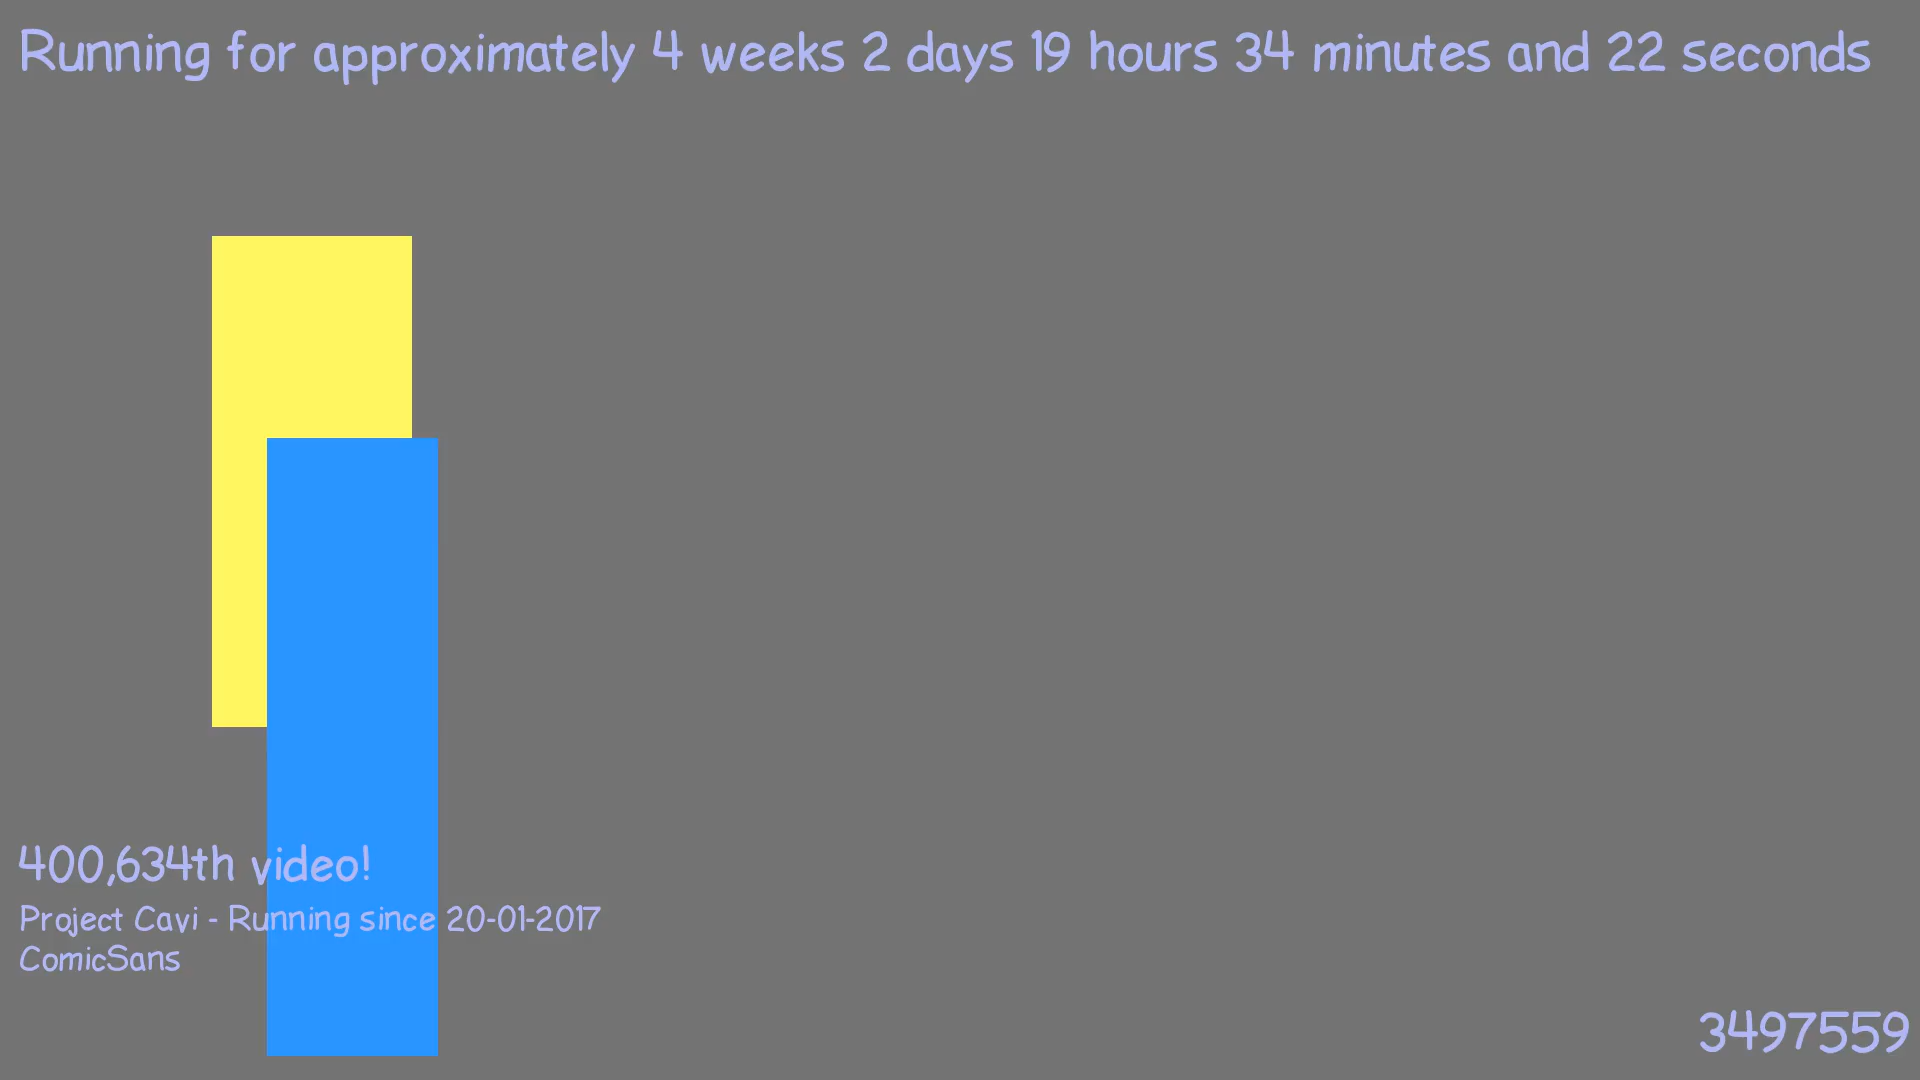 Running for approximately 4 weeks 2 days 19 hours 34 minutes and 22 seconds
400,634th video!
Project Cavi - Running since 20-01-2017
ComicSans
3497559